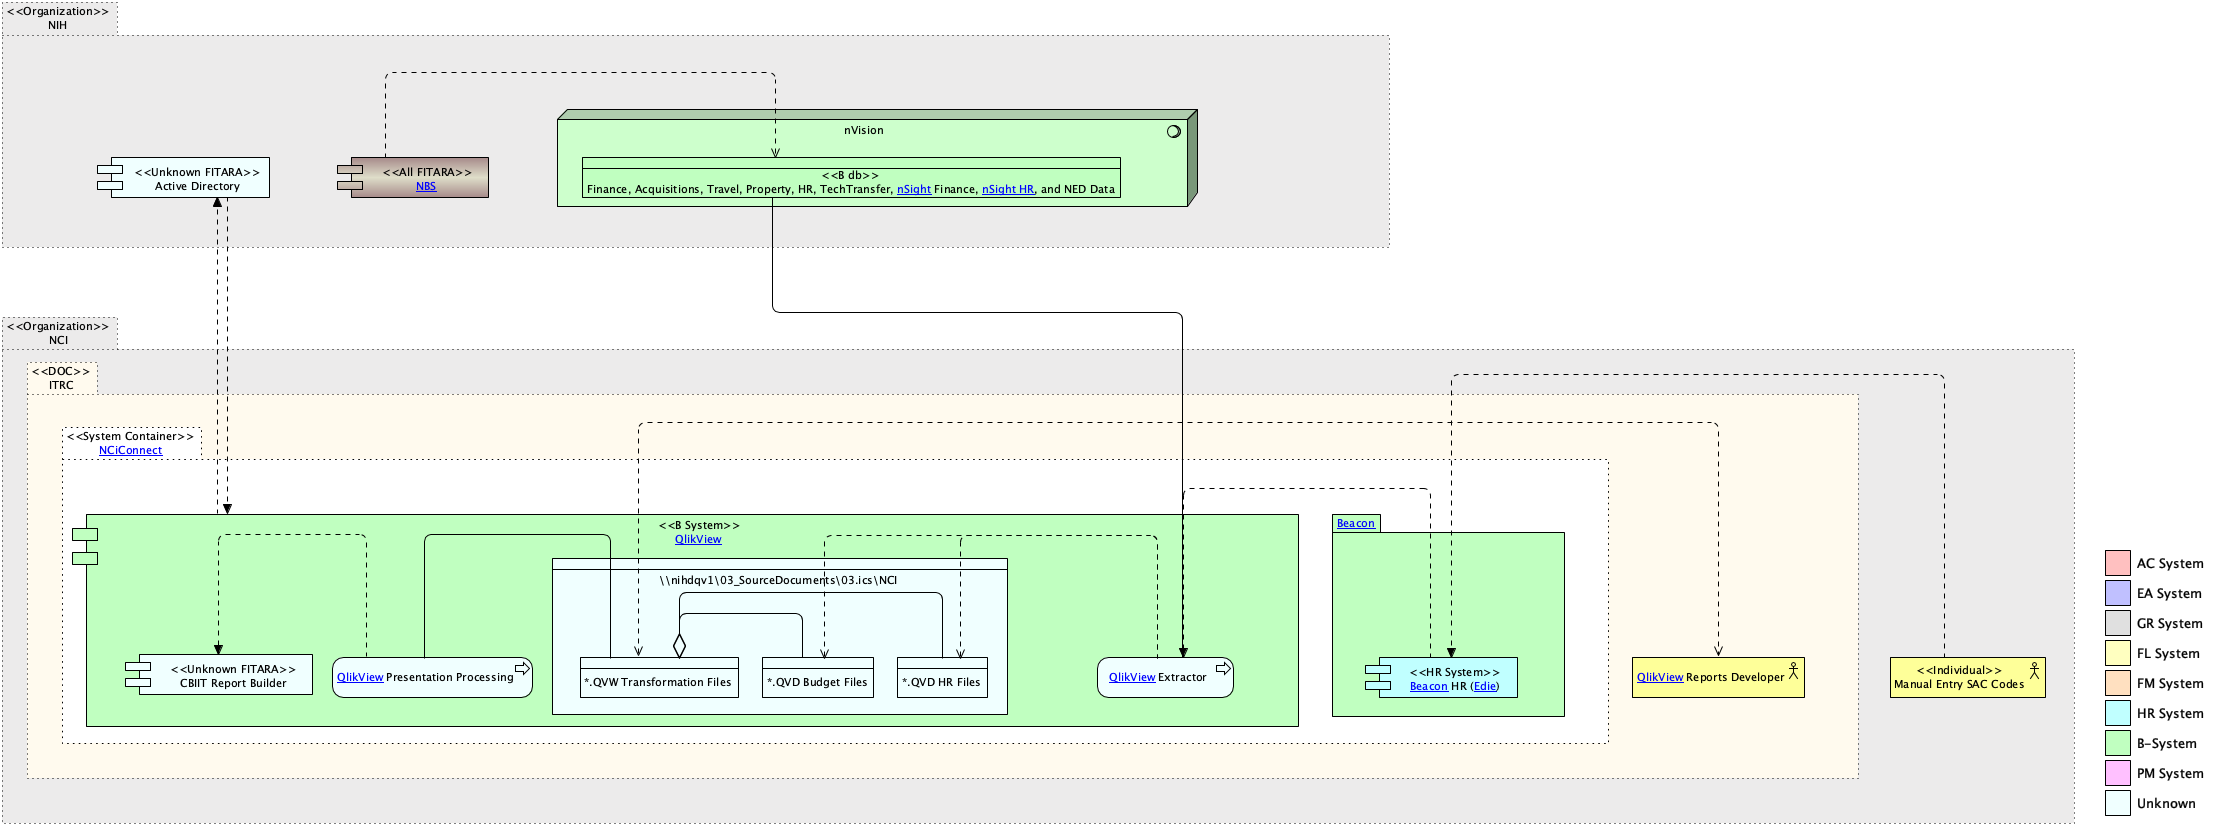 <<Organization>>
NIH
nVision
<<Unknown FITARA>>
Active Directory
<<All FITARA>>
NBS
<<B db>>
Finance, Acquisitions, Travel, Property, HR, TechTransfer, nSight Finance, nSight HR, and NED Data
<<Organization>>
NCI
<<DOC>>
ITRC
<<System Container>>
NCiConnect
<<B System>>
QlikView
Beacon
\\nihdqv1\03_SourceDocuments\03.ics\NCI
<<Unknown FITARA>>
CBIIT Report Builder
QlikView Presentation Processing
*.QVW Transformation Files
*.QVD Budget Files
*.QVD HR Files
QlikView Extractor
<<HR System>>
Beacon HR (Edie)
QlikView Reports Developer
<<Individual>>
Manual Entry SAC Codes
AC System
EA System
GR System
FL System
FM System
HR System
B-System
PM System
Unknown